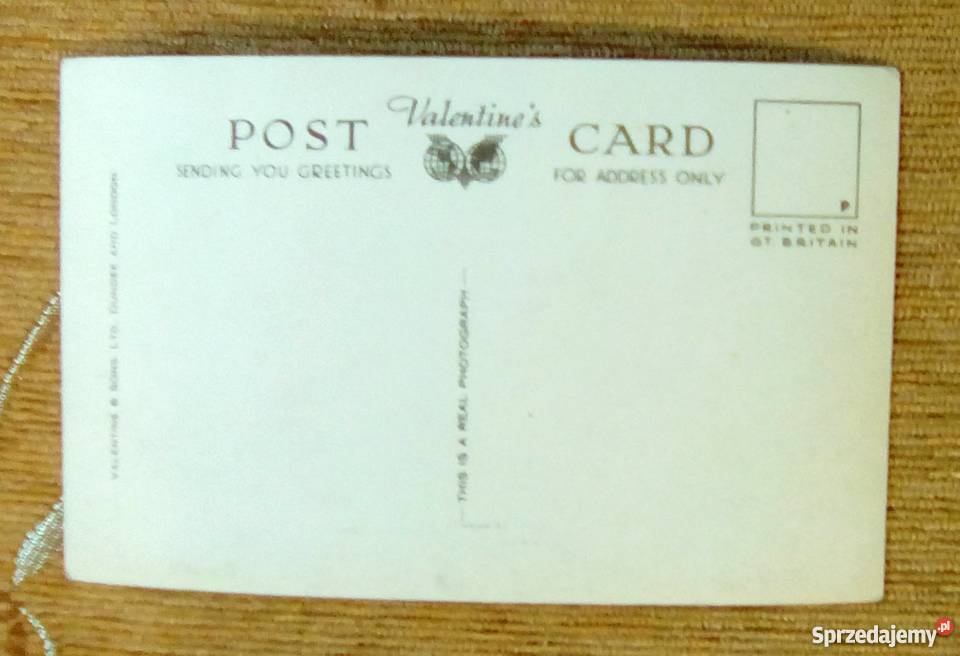 Valentine's
POST CARD
SENDING YOU GREETINGS
FOR ADDRESS ONLY
P
PRINTED IN
GT. BRITAIN
VALENTINE & SONS. LTD. DUNDEE AND LONDON
THIS IS A REAL PHOTOGRAPH
Sprzedajemy.pl